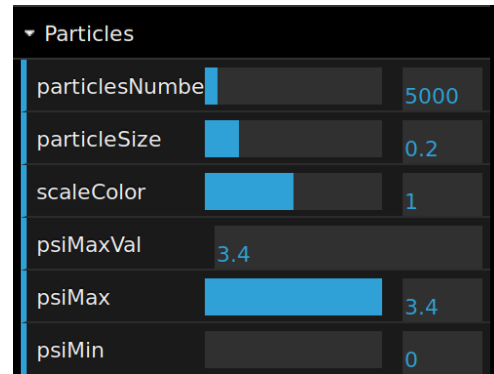 Particles
particlesNumbe 5000
particleSize 0.2
scaleColor 1
psiMaxVal 3.4
psiMax 3.4
psiMin 0